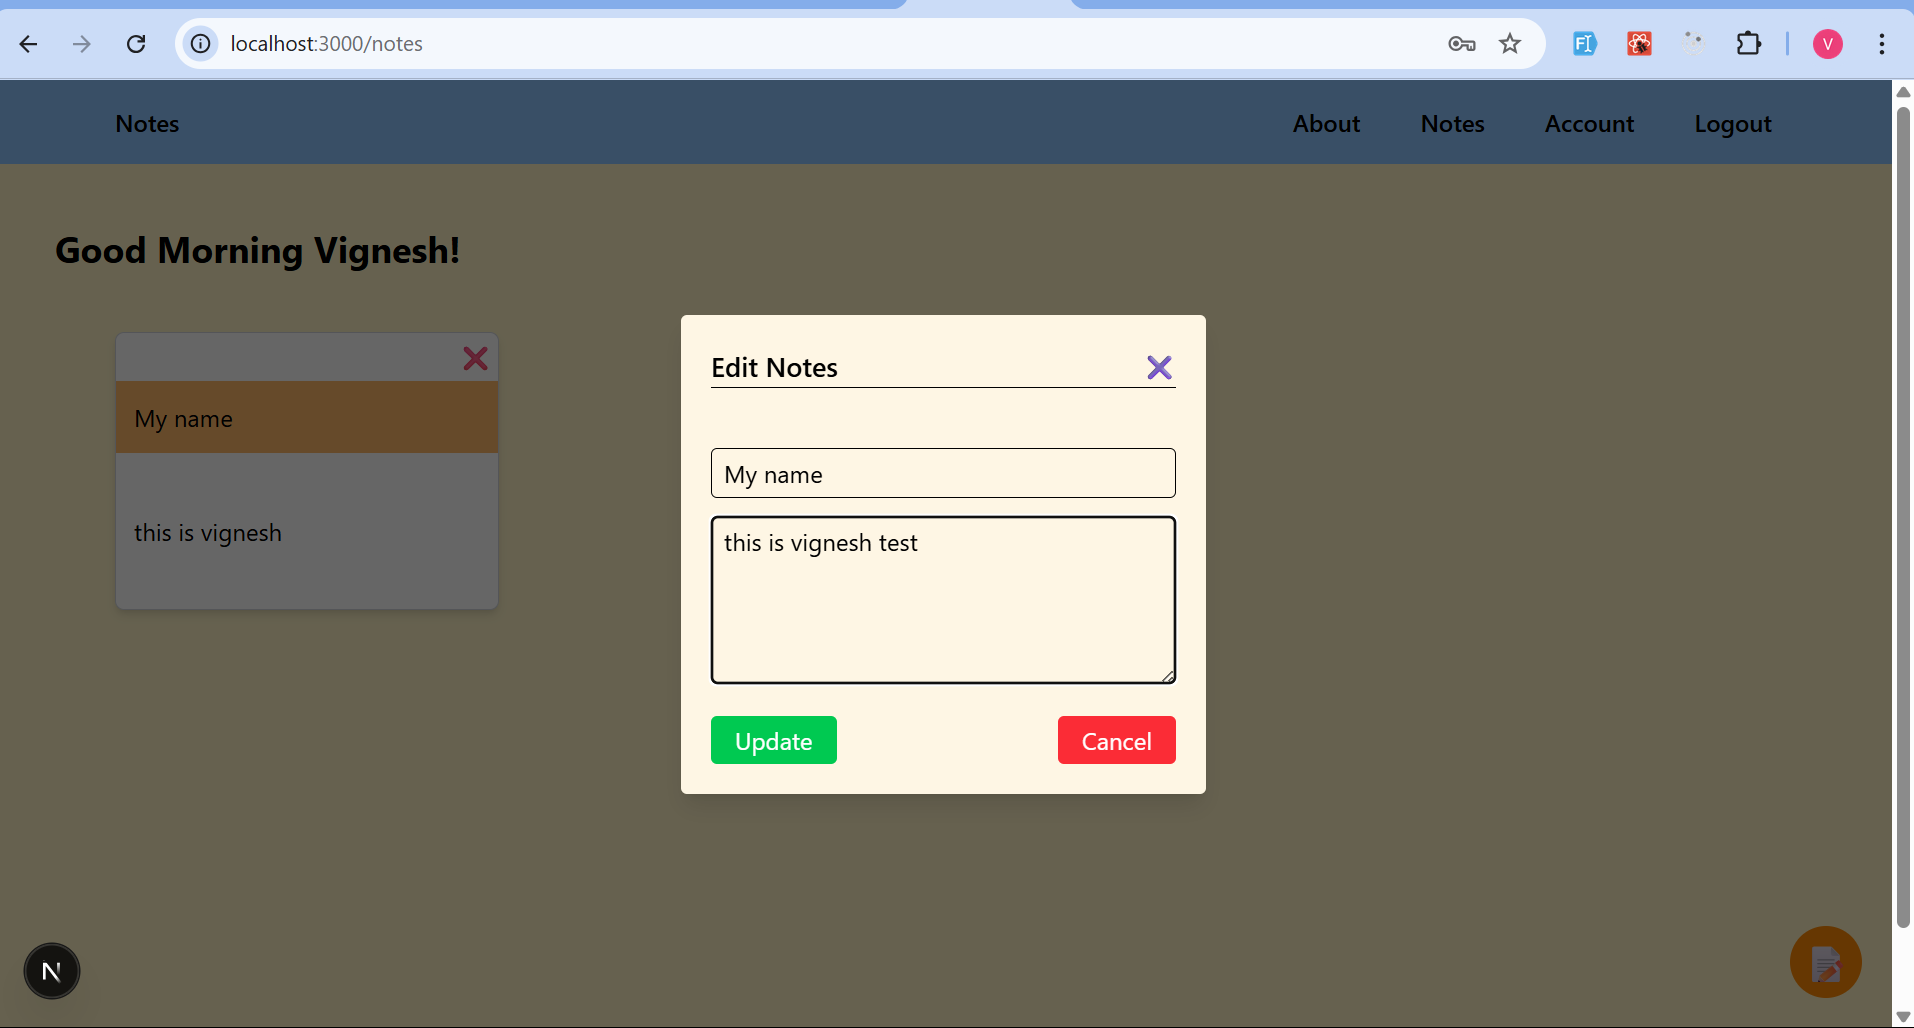 localhost:3000/notes
V
Notes
About
Notes
Account
Logout
Good Morning Vignesh!
My name
this is vignesh
Edit Notes
My name
this is vignesh test
Update
Cancel
N